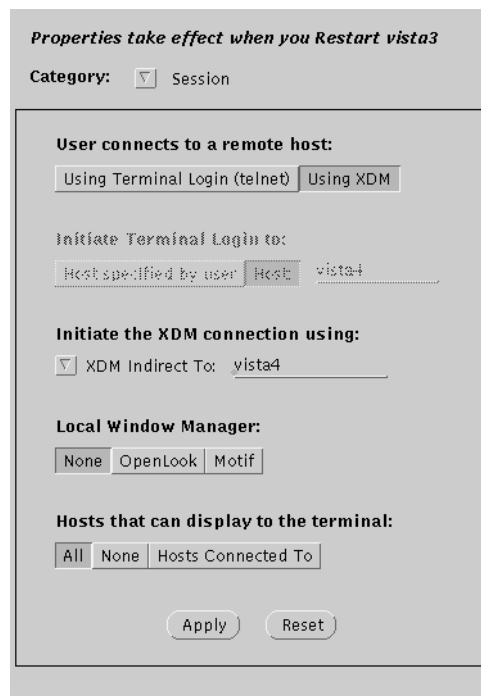 Properties take effect when you Restart vista3
Category: Session
User connects to a remote host:
Using Terminal Login (telnet) Using XDM
Initiate Terminal Login to:
Host specified by user Host: vista4
Initiate the XDM connection using:
XDM Indirect To: vista4
Local Window Manager:
None OpenLook Motif
Hosts that can display to the terminal:
All None Hosts Connected To
Apply Reset